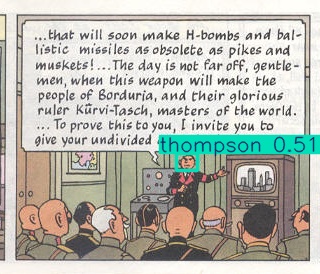 ...that will soon make H-bombs and bal-
listic missiles as obsolete as pikes and
muskets!...The day is not far off, gentle-
men, when this weapon will make the
people of Borduria, and their glorious
ruler Kûrvi-Tasch, masters of the world.
... To prove this to you, I invite you to
give your undivided
thompson 0.51